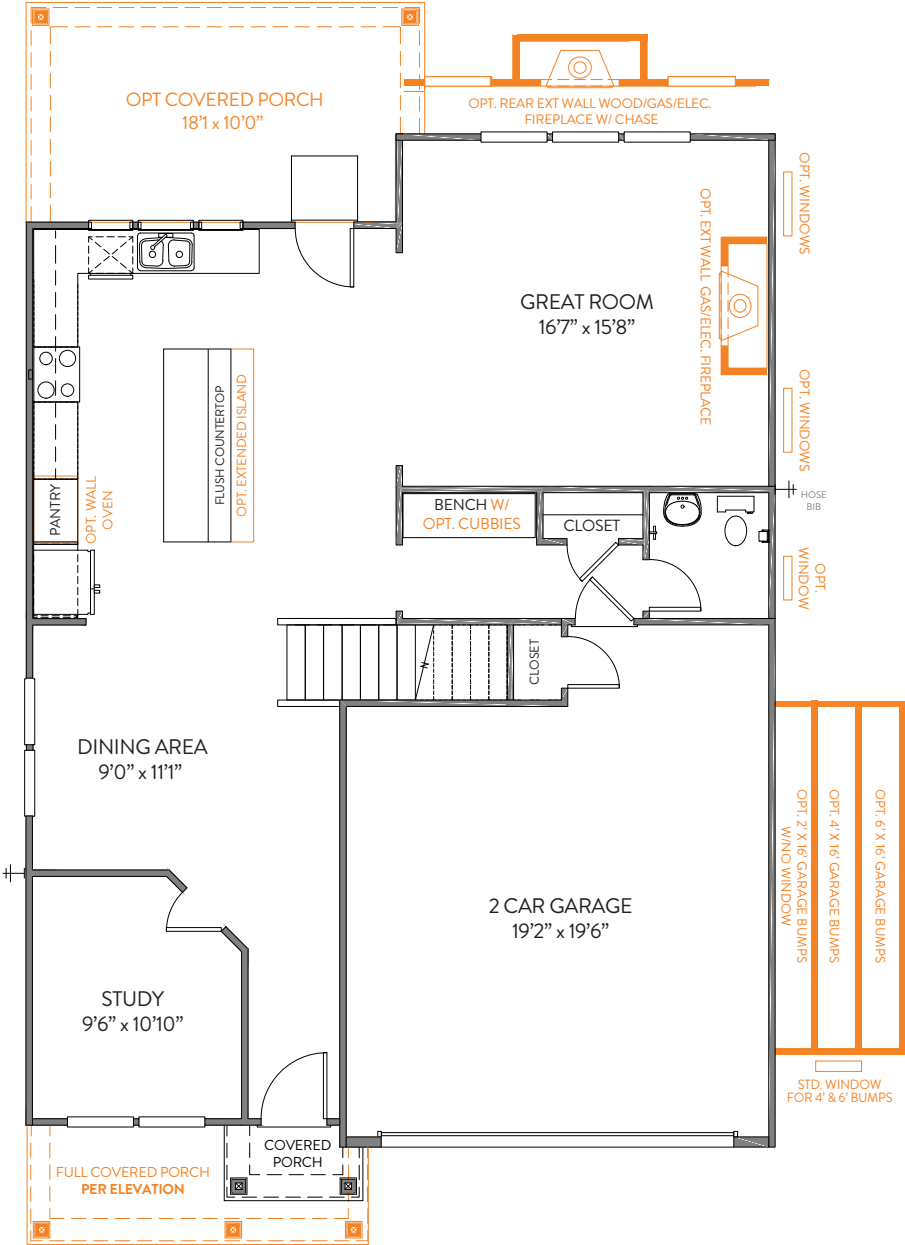 OPT COVERED PORCH
18’1 x 10’0”
OPT. REAR EXT WALL WOOD/GAS/ELEC.
FIREPLACE W/ CHASE
OPT. WINDOWS
OPT. EXT WALL GAS/ELEC. FIREPLACE
GREAT ROOM
16’7” x 15’8”
OPT. WINDOWS
FLUSH COUNTERTOP
OPT. EXTENDED ISLAND
PANTRY
OPT. WALL
OVEN
BENCH W/
OPT. CUBBIES
CLOSET
HOSE
BIB
OPT.
WINDOW
CLOSET
DINING AREA
9’0” x 11’1”
OPT. 2' X 16' GARAGE BUMPS
W/NO WINDOW
OPT. 4' X 16' GARAGE BUMPS
OPT. 6' X 16' GARAGE BUMPS
2 CAR GARAGE
19’2” x 19’6”
STUDY
9’6” x 10’10”
STD. WINDOW
FOR 4' & 6' BUMPS
COVERED
PORCH
FULL COVERED PORCH
PER ELEVATION